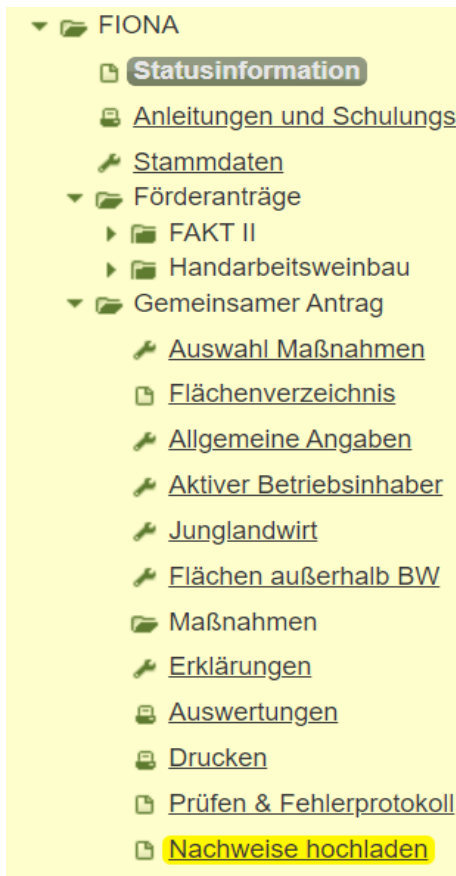 FIONA
Statusinformation
Anleitungen und Schulungs
Stammdaten
Förderanträge
FAKT II
Handarbeitsweinbau
Gemeinsamer Antrag
Auswahl Maßnahmen
Flächenverzeichnis
Allgemeine Angaben
Aktiver Betriebsinhaber
Junglandwirt
Flächen außerhalb BW
Maßnahmen
Erklärungen
Auswertungen
Drucken
Prüfen & Fehlerprotokoll
Nachweise hochladen